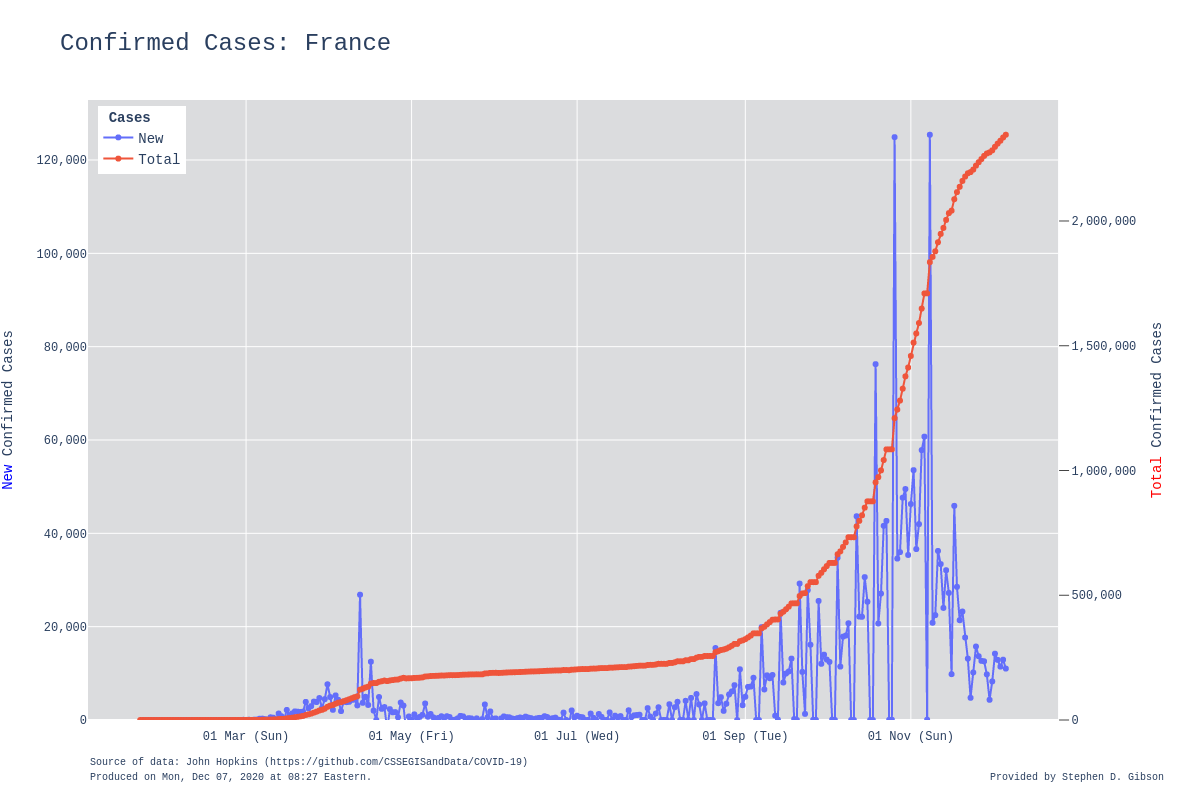 Confirmed Cases: France
Cases
New
Total
120,000
100,000
80,000
60,000
40,000
20,000
0
New Confirmed Cases
2,000,000
1,500,000
1,000,000
500,000
0
Total Confirmed Cases
01 Mar (Sun) 01 May (Fri) 01 Jul (Wed) 01 Sep (Tue) 01 Nov (Sun)
Source of data: John Hopkins (https://github.com/CSSEGISandData/COVID-19)
Produced on Mon, Dec 07, 2020 at 08:27 Eastern.
Provided by Stephen D. Gibson